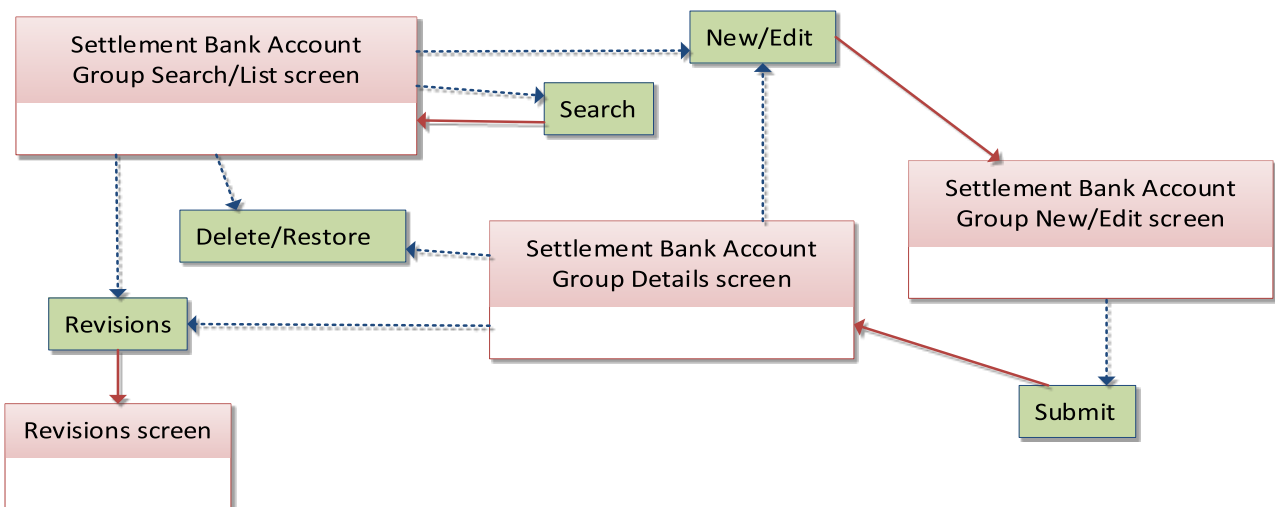 Settlement Bank Account
Group Search/List screen
New/Edit
Search
Settlement Bank Account
Group New/Edit screen
Delete/Restore
Settlement Bank Account
Group Details screen
Revisions
Submit
Revisions screen